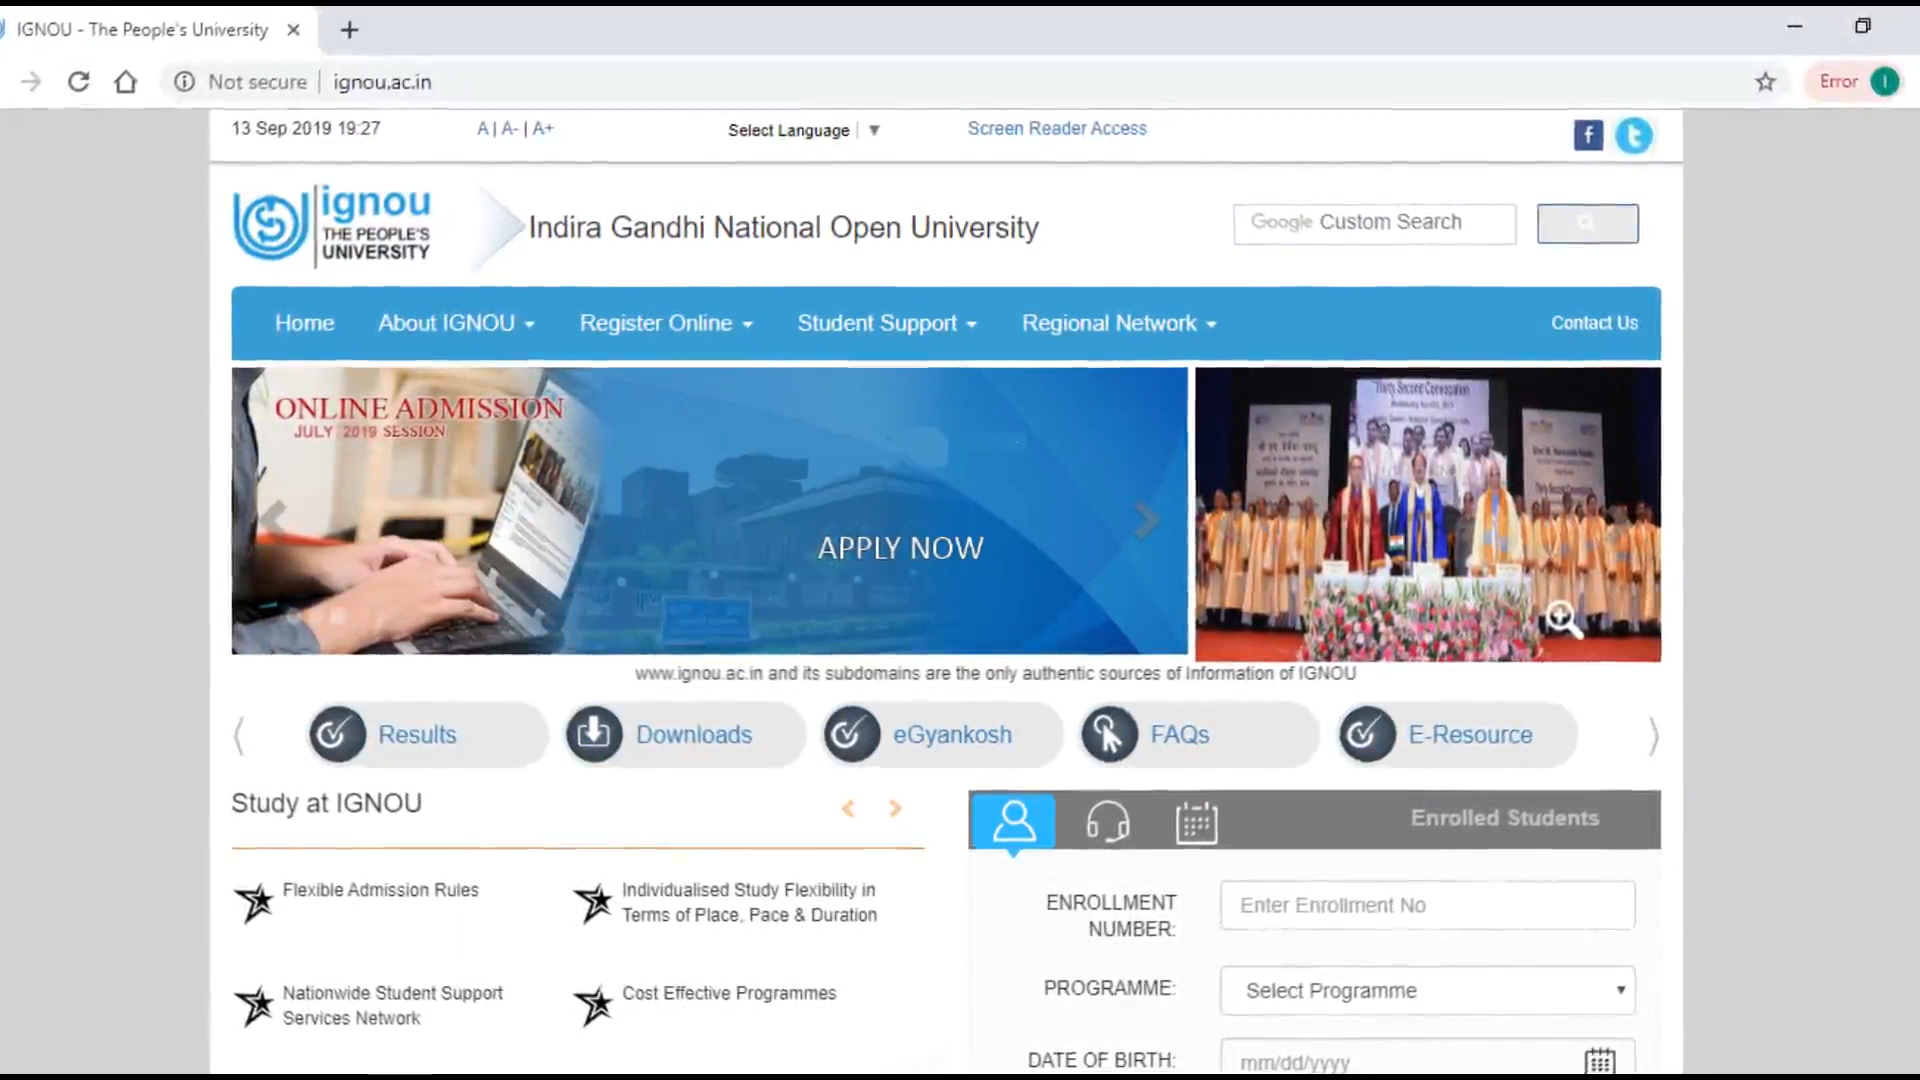 IGNOU - The People's University
Not secure
ignou.ac.in
Error
I
13 Sep 2019 19:27
A | A- | A+
Select Language
Screen Reader Access
ignou
THE PEOPLE'S
UNIVERSITY
Indira Gandhi National Open University
Google Custom Search
Home
About IGNOU
Register Online
Student Support
Regional Network
Contact Us
ONLINE ADMISSION
JULY 2019 SESSION
APPLY NOW
Thirty Second Convocation
www.ignou.ac.in and its subdomains are the only authentic sources of Information of IGNOU
Results
Downloads
eGyankosh
FAQs
E-Resource
Study at IGNOU
Enrolled Students
Flexible Admission Rules
Individualised Study Flexibility in
Terms of Place, Pace & Duration
Nationwide Student Support
Services Network
Cost Effective Programmes
ENROLLMENT
NUMBER:
Enter Enrollment No
PROGRAMME:
Select Programme
DATE OF BIRTH:
mm/dd/yyyy